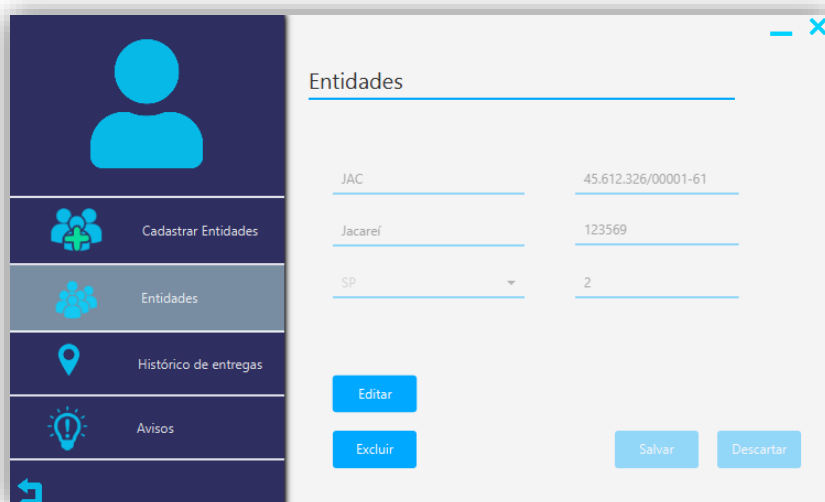 Entidades
JAC
45.612.326/00001-61
Jacareí
123569
SP
2
Cadastrar Entidades
Entidades
Histórico de entregas
Avisos
Editar
Excluir
Salvar
Descartar